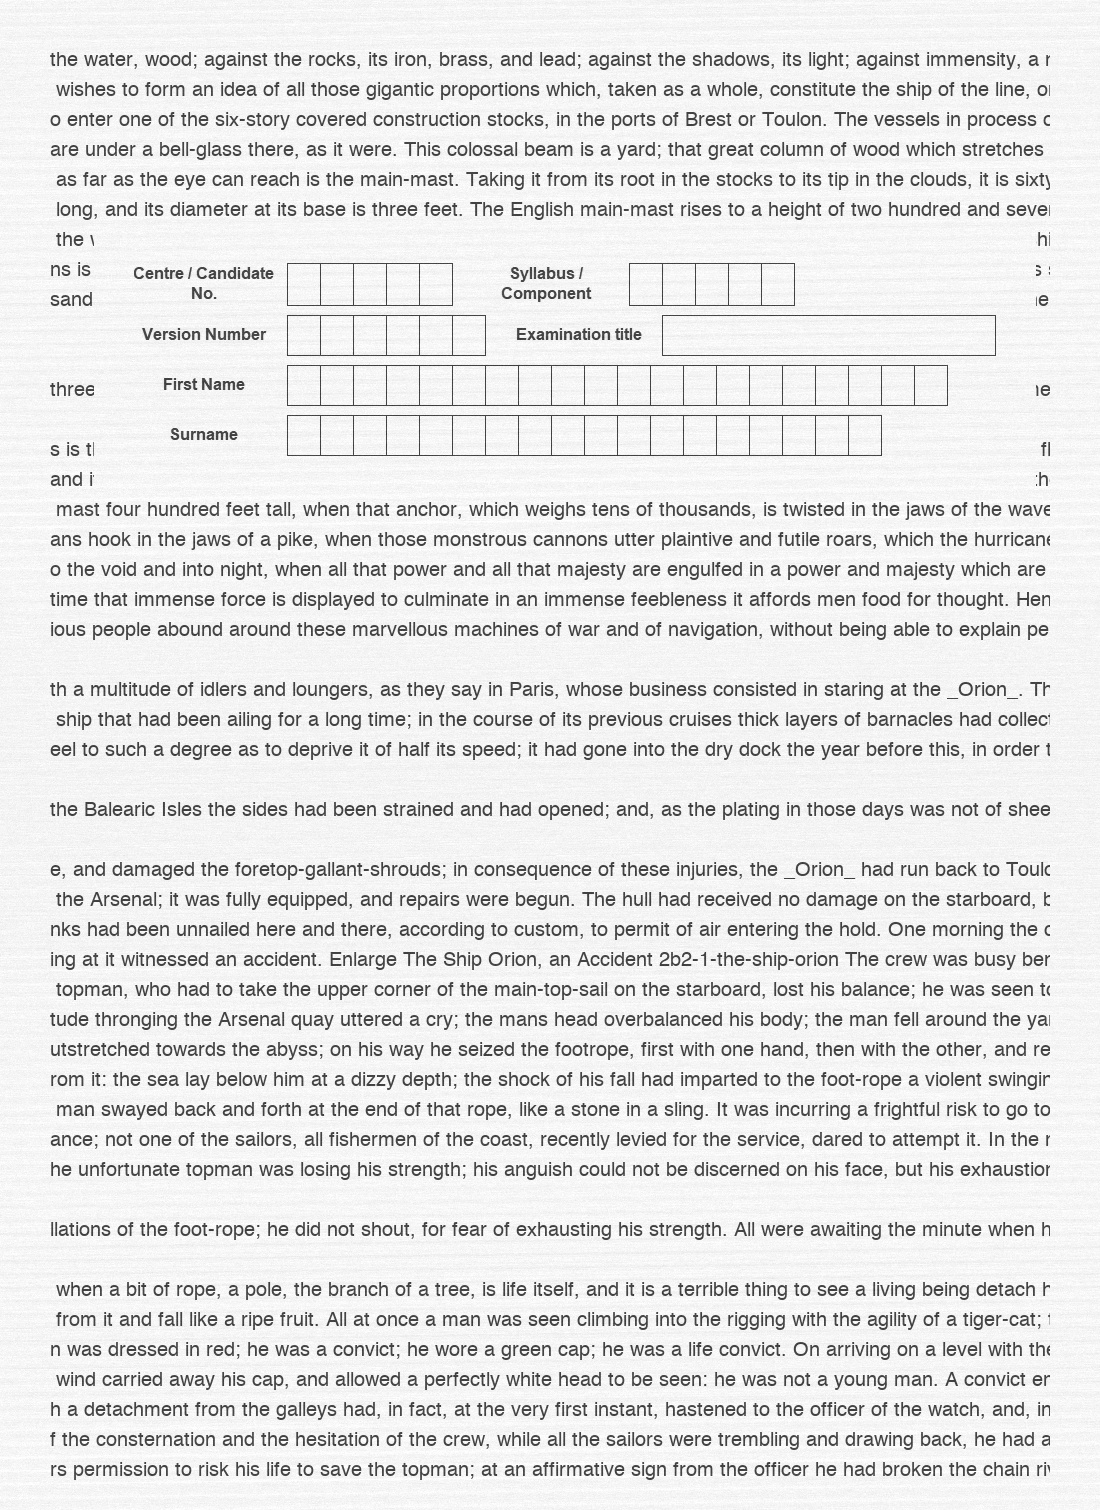 the water, wood; against the rocks, its iron, brass, and lead; against the shadows, its light; against immensity, a
wishes to form an idea of all those gigantic proportions which, taken as a whole, constitute the ship of the line,
o enter one of the six-story covered construction stocks, in the ports of Brest or Toulon. The vessels in process
are under a bell-glass there, as it were. This colossal beam is a yard; that great column of wood which stretches
as far as the eye can reach is the main-mast. Taking it from its root in the stocks to its tip in the clouds, it is sixty
long, and its diameter at its base is three feet. The English main-mast rises to a height of two hundred and seve
the
ns is
Centre / Candidate No.
Syllabus / Component
sand
Version Number
Examination title
three
First Name
Surname
s is
and
mast four hundred feet tall, when that anchor, which weighs tens of thousands, is twisted in the jaws of the wave
ans hook in the jaws of a pike, when those monstrous cannons utter plaintive and futile roars, which the hurricane
o the void and into night, when all that power and all that majesty are engulfed in a power and majesty which are
time that immense force is displayed to culminate in an immense feebleness it affords men food for thought. Hen
ious people abound around these marvellous machines of war and of navigation, without being able to explain pe
th a multitude of idlers and loungers, as they say in Paris, whose business consisted in staring at the _Orion_. Th
ship that had been ailing for a long time; in the course of its previous cruises thick layers of barnacles had collect
eel to such a degree as to deprive it of half its speed; it had gone into the dry dock the year before this, in order
the Balearic Isles the sides had been strained and had opened; and, as the plating in those days was not of shee
e, and damaged the foretop-gallant-shrouds; in consequence of these injuries, the _Orion_ had run back to Toulo
the Arsenal; it was fully equipped, and repairs were begun. The hull had received no damage on the starboard,
nks had been unnailed here and there, according to custom, to permit of air entering the hold. One morning the
ing at it witnessed an accident. Enlarge The Ship Orion, an Accident 2b2-1-the-ship-orion The crew was busy ben
topman, who had to take the upper corner of the main-top-sail on the starboard, lost his balance; he was seen to
tude thronging the Arsenal quay uttered a cry; the mans head overbalanced his body; the man fell around the yar
utstretched towards the abyss; on his way he seized the footrope, first with one hand, then with the other, and re
rom it: the sea lay below him at a dizzy depth; the shock of his fall had imparted to the foot-rope a violent swingin
man swayed back and forth at the end of that rope, like a stone in a sling. It was incurring a frightful risk to go to
ance; not one of the sailors, all fishermen of the coast, recently levied for the service, dared to attempt it. In the
he unfortunate topman was losing his strength; his anguish could not be discerned on his face, but his exhaustion
llations of the foot-rope; he did not shout, for fear of exhausting his strength. All were awaiting the minute when h
when a bit of rope, a pole, the branch of a tree, is life itself, and it is a terrible thing to see a living being detach h
from it and fall like a ripe fruit. All at once a man was seen climbing into the rigging with the agility of a tiger-cat;
n was dressed in red; he was a convict; he wore a green cap; he was a life convict. On arriving on a level with the
wind carried away his cap, and allowed a perfectly white head to be seen: he was not a young man. A convict em
h a detachment from the galleys had, in fact, at the very first instant, hastened to the officer of the watch, and, in
f the consternation and the hesitation of the crew, while all the sailors were trembling and drawing back, he had a
rs permission to risk his life to save the topman; at an affirmative sign from the officer he had broken the chain riv